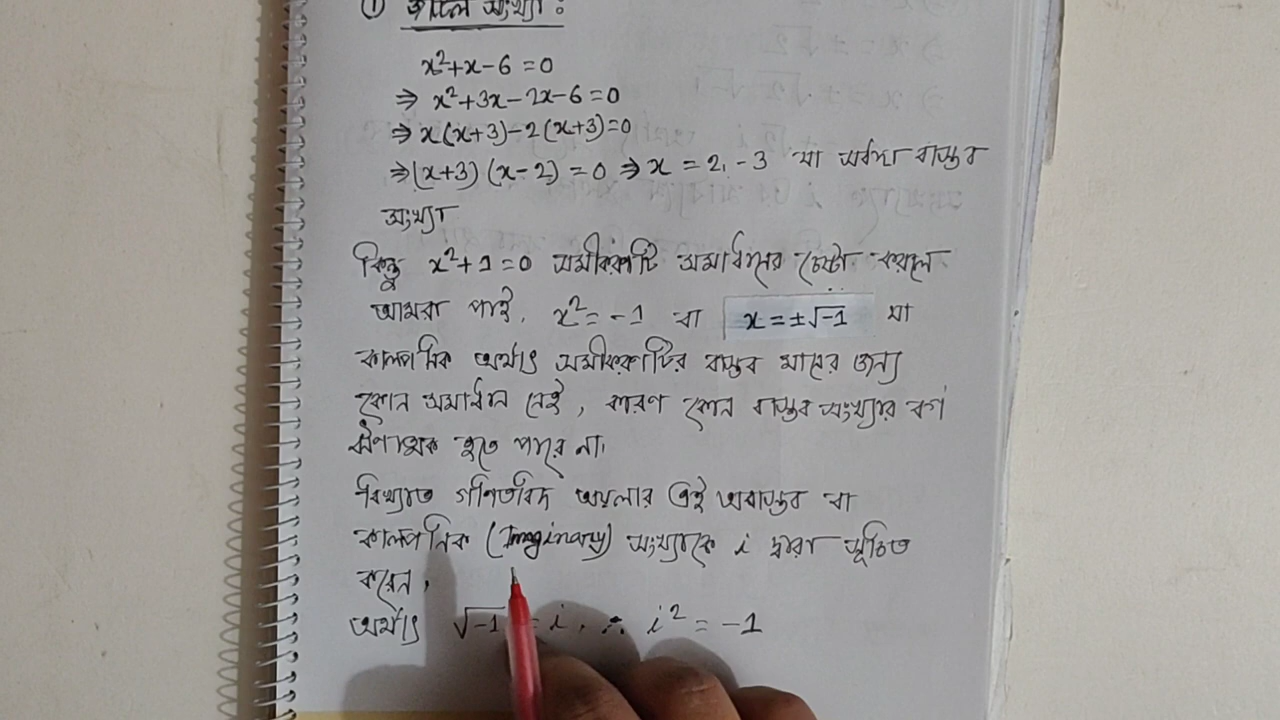 ① জটিল সংখ্যা :
x²+x-6=0
⇒ x²+3x-2x-6=0
⇒ x(x+3)-2(x+3)=0
⇒(x+3)(x-2)=0 ⇒ x = 2, -3 যা সর্বদা বাস্তব
সংখ্যা
কিন্তু x²+1=0 সমীকরণটি সমাধানের চেষ্টা করলে
আমরা পাই, x²=-1 বা x=±√-1 যা
কাল্পনিক অর্থাৎ সমীকরণটির বাস্তব মানের জন্য
কোন সমাধান নেই, কারণ কোন বাস্তব সংখ্যার বর্গ
ঋণাত্মক হতে পারে না।
বিখ্যাত গণিতবিদ অয়লার এই অবাস্তব বা
কাল্পনিক (Imginary) সংখ্যাকে i দ্বারা সূচিত
করেন,
অর্থাৎ √-1 = i, ∴ i² = -1